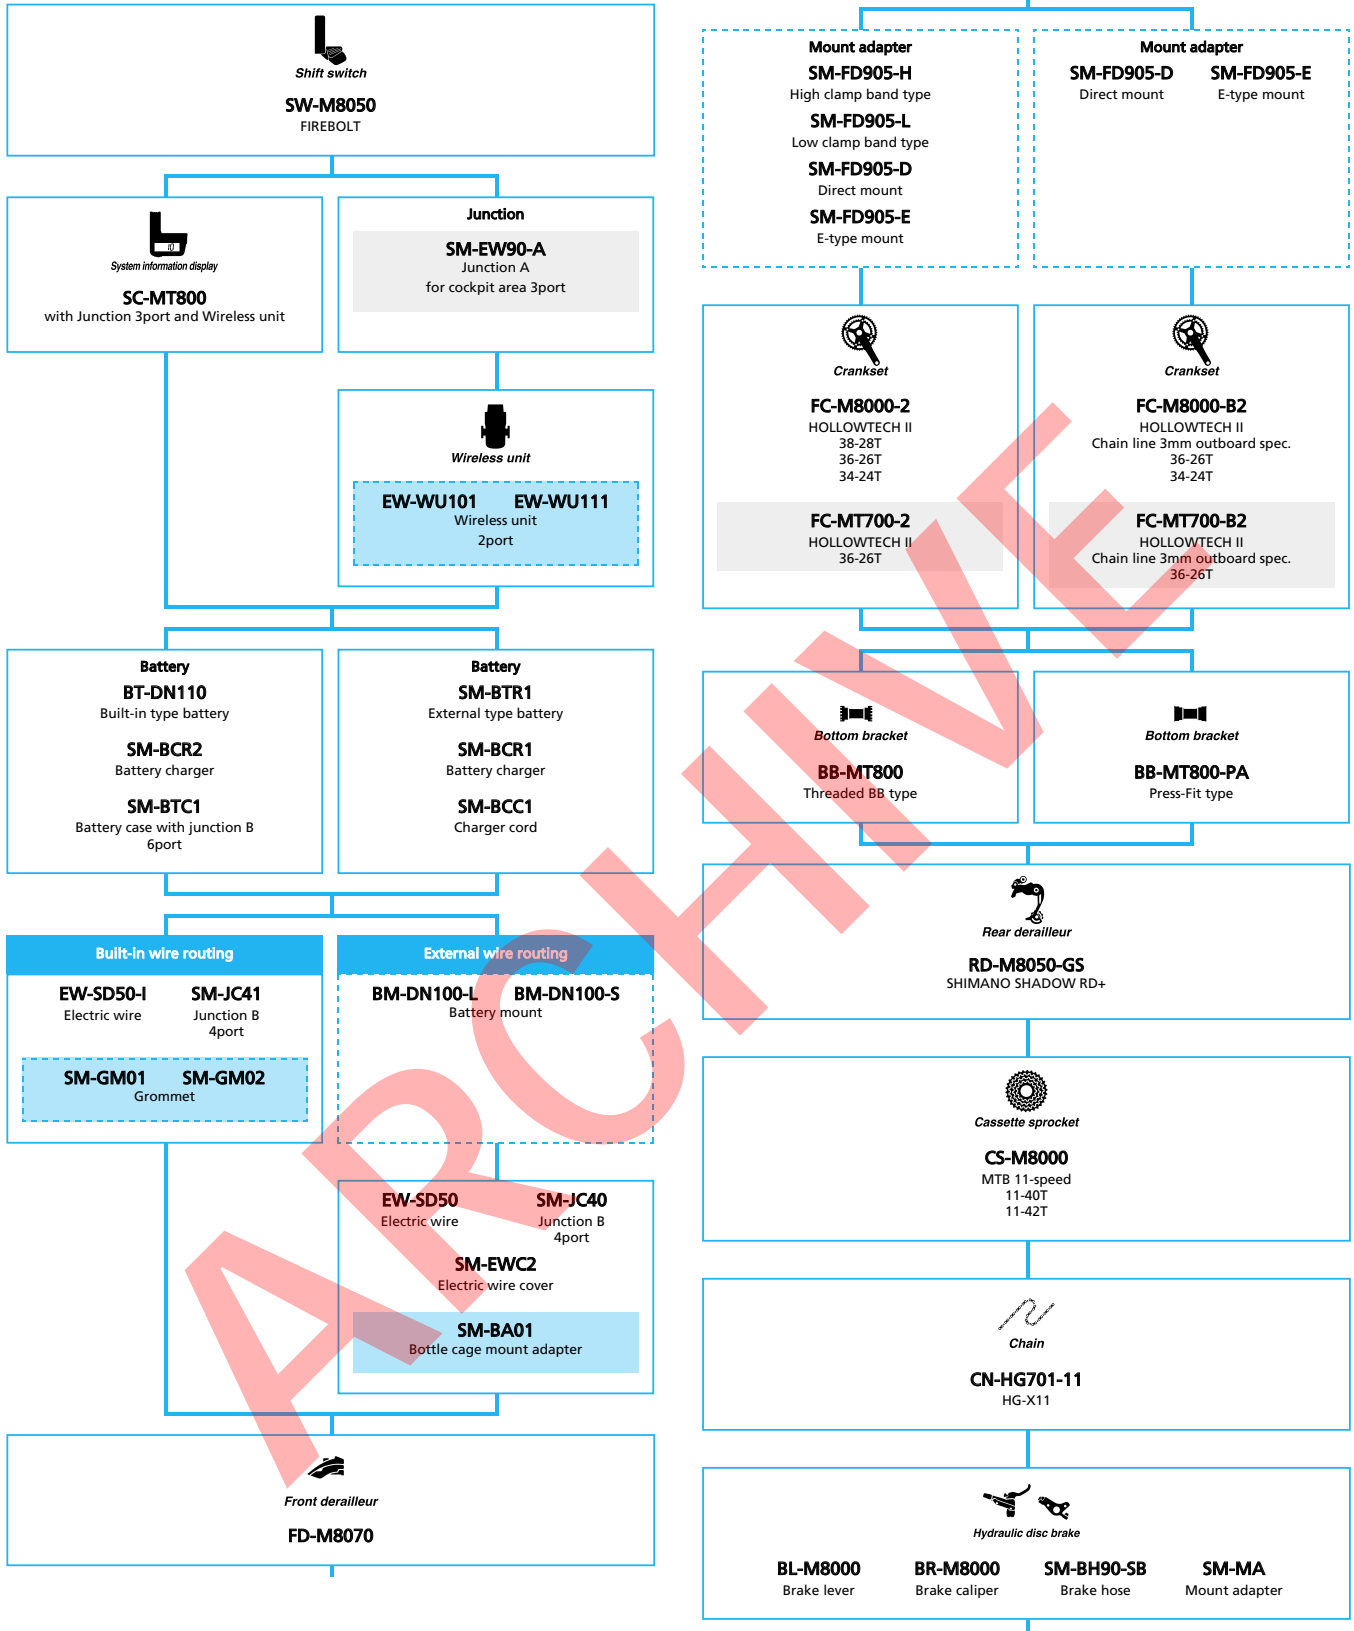 Shift switch
SW-M8050
FIREBOLT
System information display
SC-MT800
with Junction 3port and Wireless unit
Junction
SM-EW90-A
Junction A
for cockpit area 3port
Wireless unit
EW-WU101 EW-WU111
Wireless unit
2port
Battery
BT-DN110
Built-in type battery
SM-BCR2
Battery charger
SM-BTC1
Battery case with junction B
6port
Battery
SM-BTR1
External type battery
SM-BCR1
Battery charger
SM-BCC1
Charger cord
Built-in wire routing
EW-SD50-I SM-JC41
Electric wire Junction B
4port
SM-GM01 SM-GM02
Grommet
External wire routing
BM-DN100-L BM-DN100-S
Battery mount
EW-SD50 SM-JC40
Electric wire Junction B
4port
SM-EWC2
Electric wire cover
SM-BA01
Bottle cage mount adapter
Front derailleur
FD-M8070
Mount adapter
SM-FD905-H
High clamp band type
SM-FD905-L
Low clamp band type
SM-FD905-D
Direct mount
SM-FD905-E
E-type mount
Mount adapter
SM-FD905-D SM-FD905-E
Direct mount E-type mount
Crankset
FC-M8000-2
HOLLOWTECH II
38-28T
36-26T
34-24T
FC-MT700-2
HOLLOWTECH II
36-26T
Crankset
FC-M8000-B2
HOLLOWTECH II
Chain line 3mm outboard spec.
36-26T
34-24T
FC-MT700-B2
HOLLOWTECH II
Chain line 3mm outboard spec.
36-26T
Bottom bracket
BB-MT800
Threaded BB type
Bottom bracket
BB-MT800-PA
Press-Fit type
Rear derailleur
RD-M8050-GS
SHIMANO SHADOW RD+
Cassette sprocket
CS-M8000
MTB 11-speed
11-40T
11-42T
Chain
CN-HG701-11
HG-X11
Hydraulic disc brake
BL-M8000 BR-M8000 SM-BH90-SB SM-MA
Brake lever Brake caliper Brake hose Mount adapter
ARCHIVE